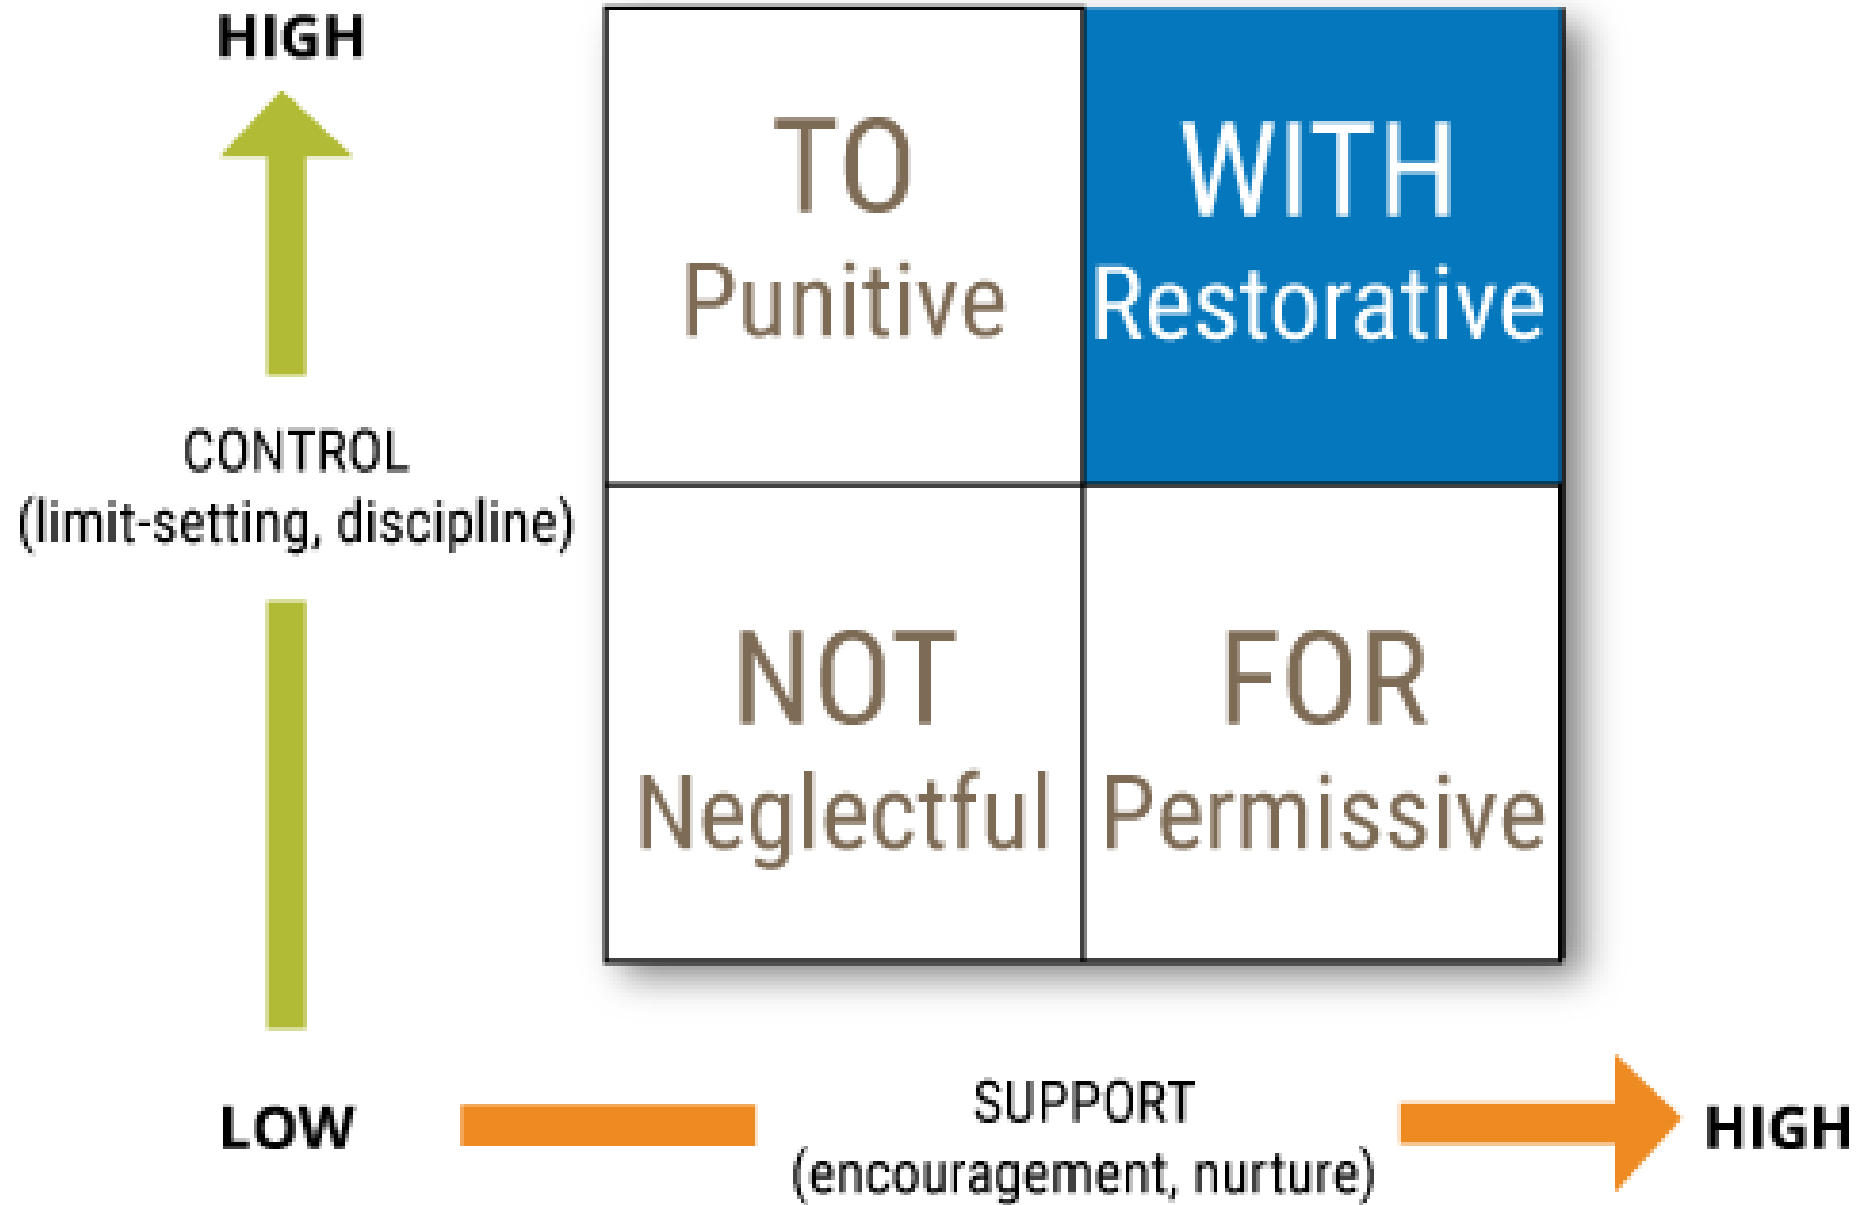 HIGH
CONTROL
(limit-setting, discipline)
LOW
TO
Punitive
WITH
Restorative
NOT
Neglectful
FOR
Permissive
SUPPORT
(encouragement, nurture)
HIGH